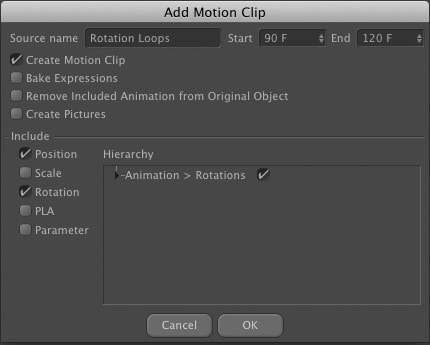 Add Motion Clip
Source name Rotation Loops Start 90 F End 120 F
Create Motion Clip
Bake Expressions
Remove Included Animation from Original Object
Create Pictures
Include
Position Hierarchy
Scale Animation > Rotations
Rotation
PLA
Parameter
Cancel OK